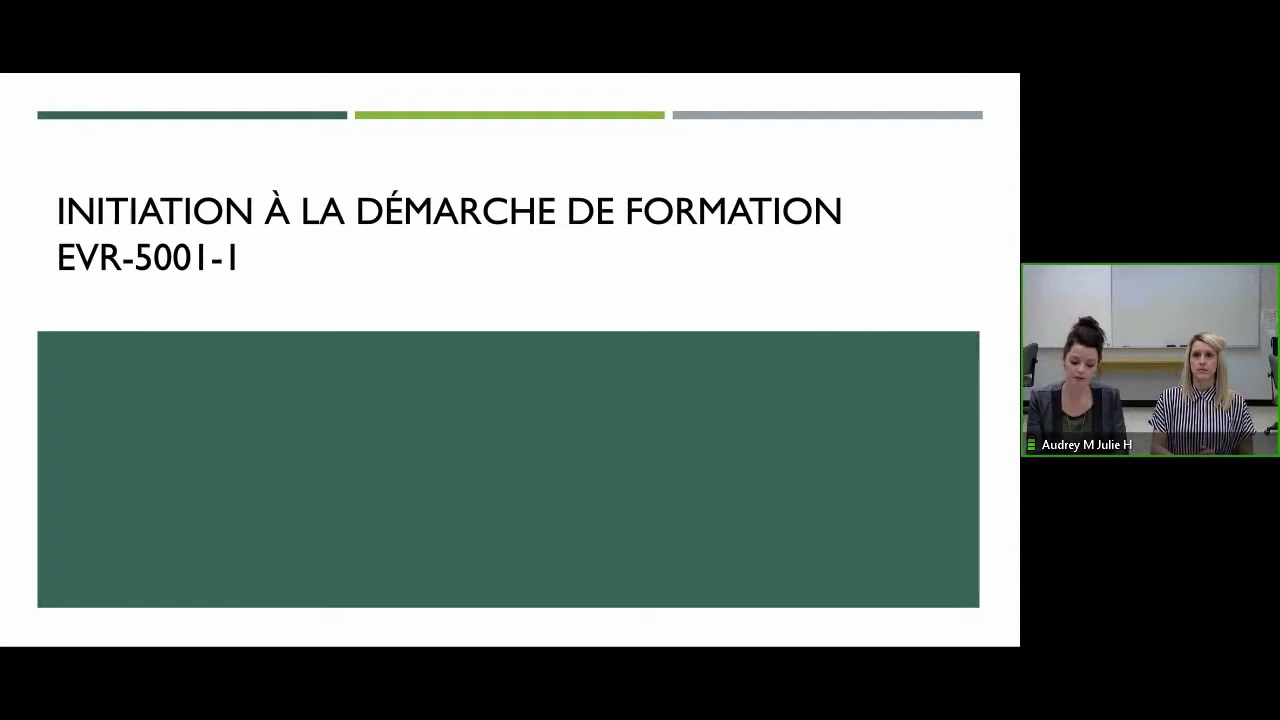 INITIATION À LA DÉMARCHE DE FORMATION
EVR-5001-1
Audrey M Julie H